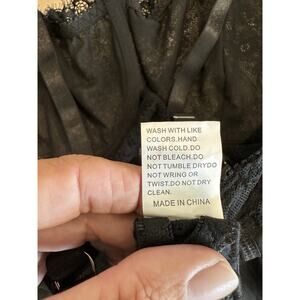 WASH WITH LIKE
COLORS.HAND
WASH COLD.DO
NOT BLEACH.DO
NOT TUMBLE DRYDO
NOT WRING OR
TWIST.DO NOT DRY
CLEAN.
MADE IN CHINA